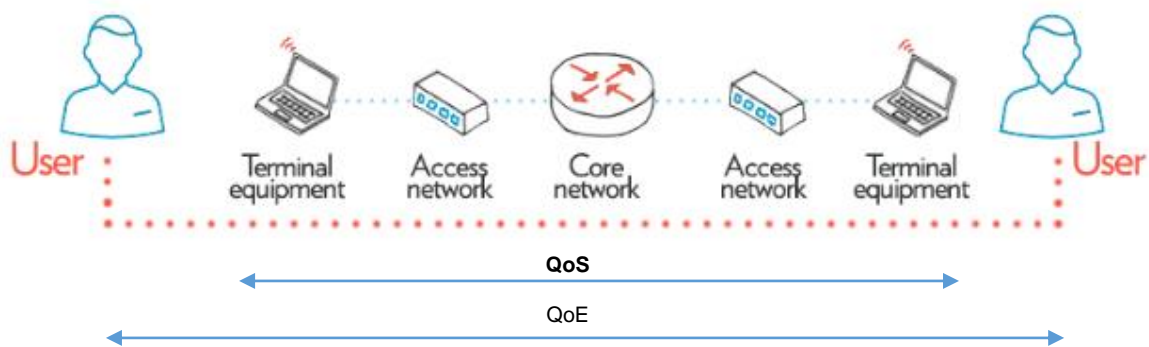 User
Terminal
equipment
Access
network
Core
network
Access
network
Terminal
equipment
User
QoS
QoE